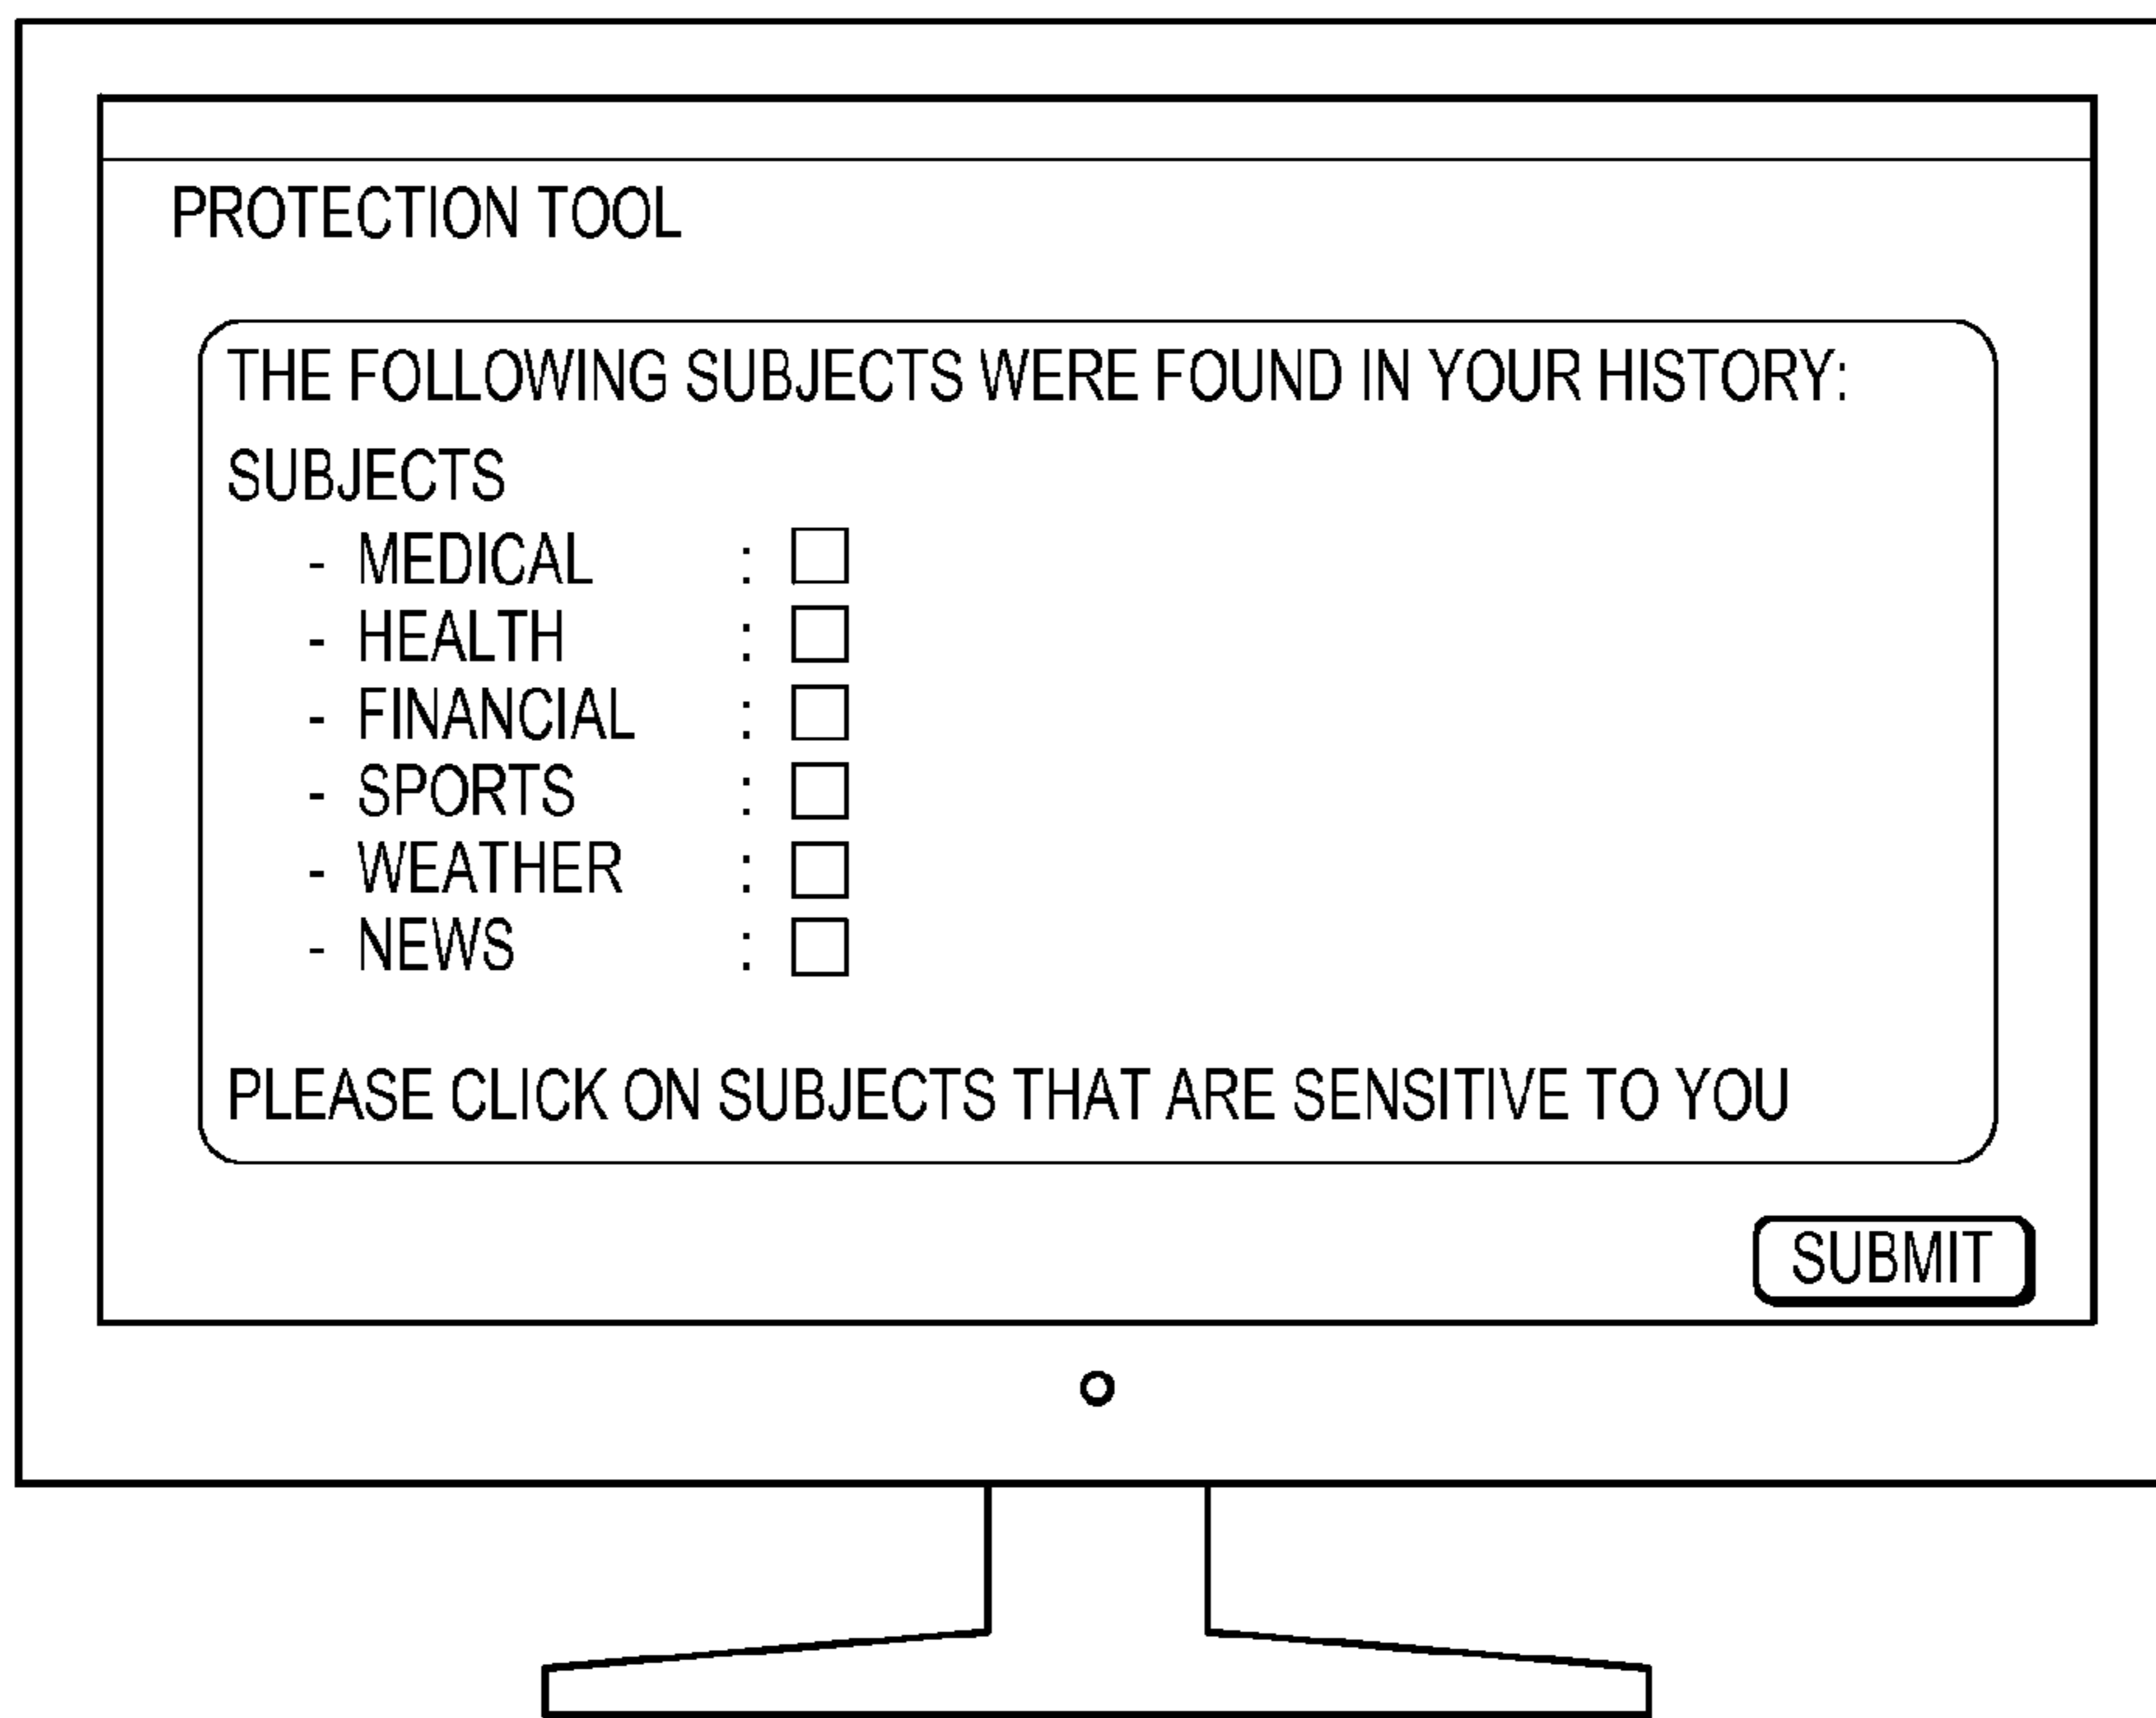 PROTECTION TOOL
THE FOLLOWING SUBJECTS WERE FOUND IN YOUR HISTORY:
SUBJECTS
- MEDICAL :
- HEALTH :
- FINANCIAL :
- SPORTS :
- WEATHER :
- NEWS :
PLEASE CLICK ON SUBJECTS THAT ARE SENSITIVE TO YOU
SUBMIT